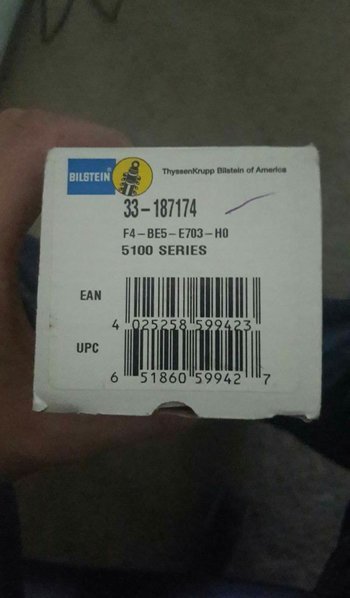 BILSTEIN®
ThyssenKrupp Bilstein of America
33-187174
F4-BE5-E703-H0
5100 SERIES
EAN
4 025258 599423
UPC
6 51860 59942 7